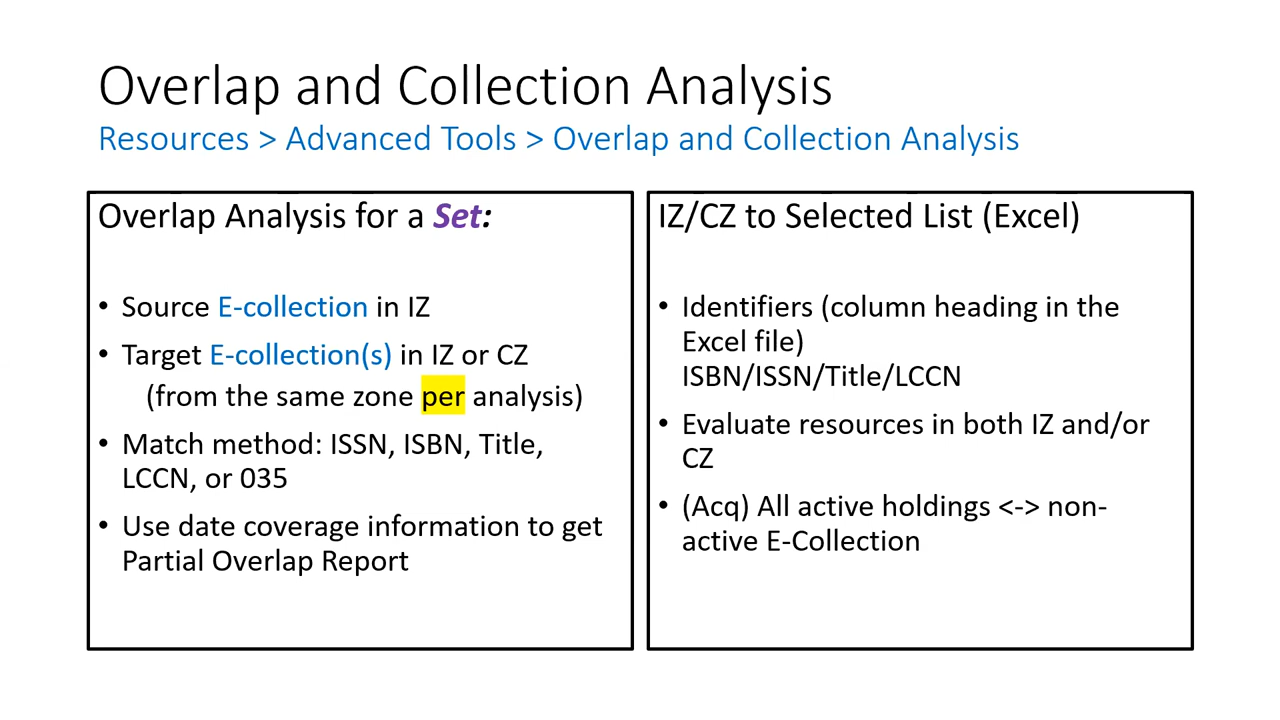 Overlap and Collection Analysis
Resources > Advanced Tools > Overlap and Collection Analysis
Overlap Analysis for a Set:
• Source E-collection in IZ
• Target E-collection(s) in IZ or CZ
(from the same zone per analysis)
• Match method: ISSN, ISBN, Title,
LCCN, or 035
• Use date coverage information to get
Partial Overlap Report
IZ/CZ to Selected List (Excel)
• Identifiers (column heading in the
Excel file)
ISBN/ISSN/Title/LCCN
• Evaluate resources in both IZ and/or
CZ
• (Acq) All active holdings <-> non-
active E-Collection